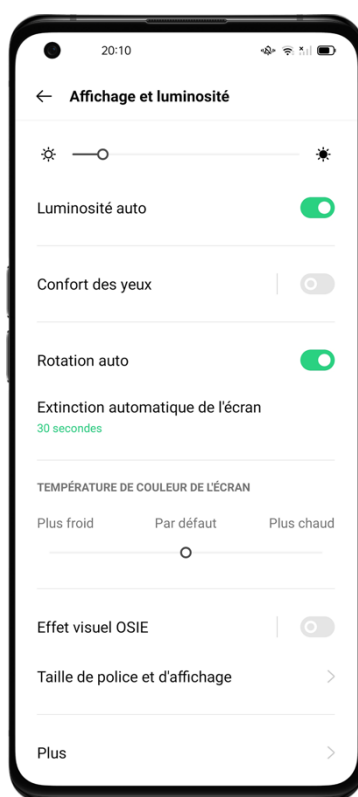 20:10
Affichage et luminosité
Luminosité auto
Confort des yeux
Rotation auto
Extinction automatique de l'écran
30 secondes
TEMPÉRATURE DE COULEUR DE L'ÉCRAN
Plus froid Par défaut Plus chaud
Effet visuel OSIE
Taille de police et d'affichage
Plus